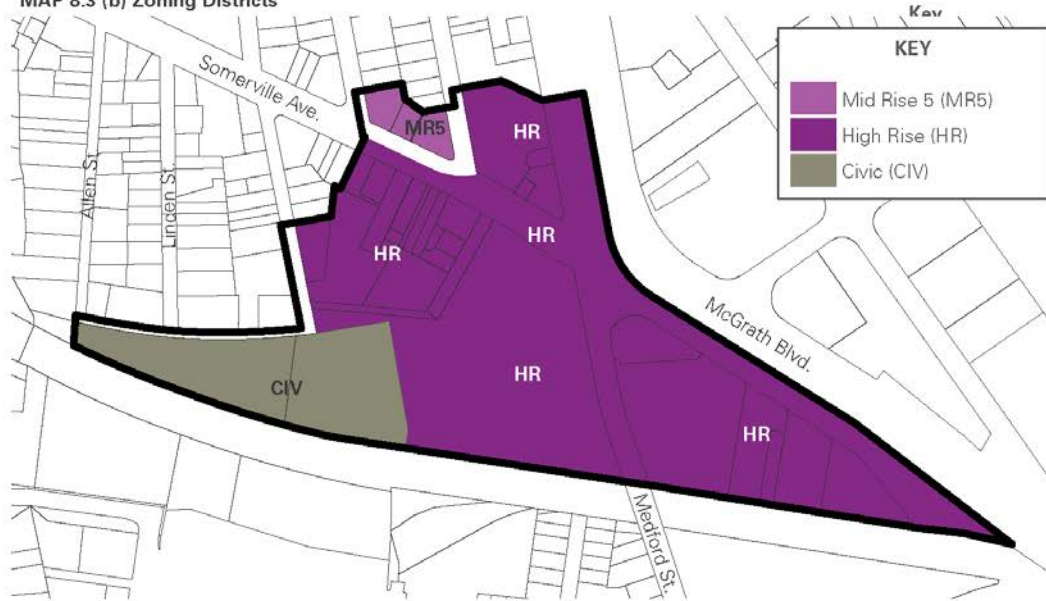 MAP 8.3 (b) Zoning Districts
Key
KEY
Mid Rise 5 (MR5)
High Rise (HR)
Civic (CIV)
Somerville Ave.
Allen St.
Linden St.
MR5
HR
HR
HR
McGrath Blvd.
HR
CIV
HR
Medford St.